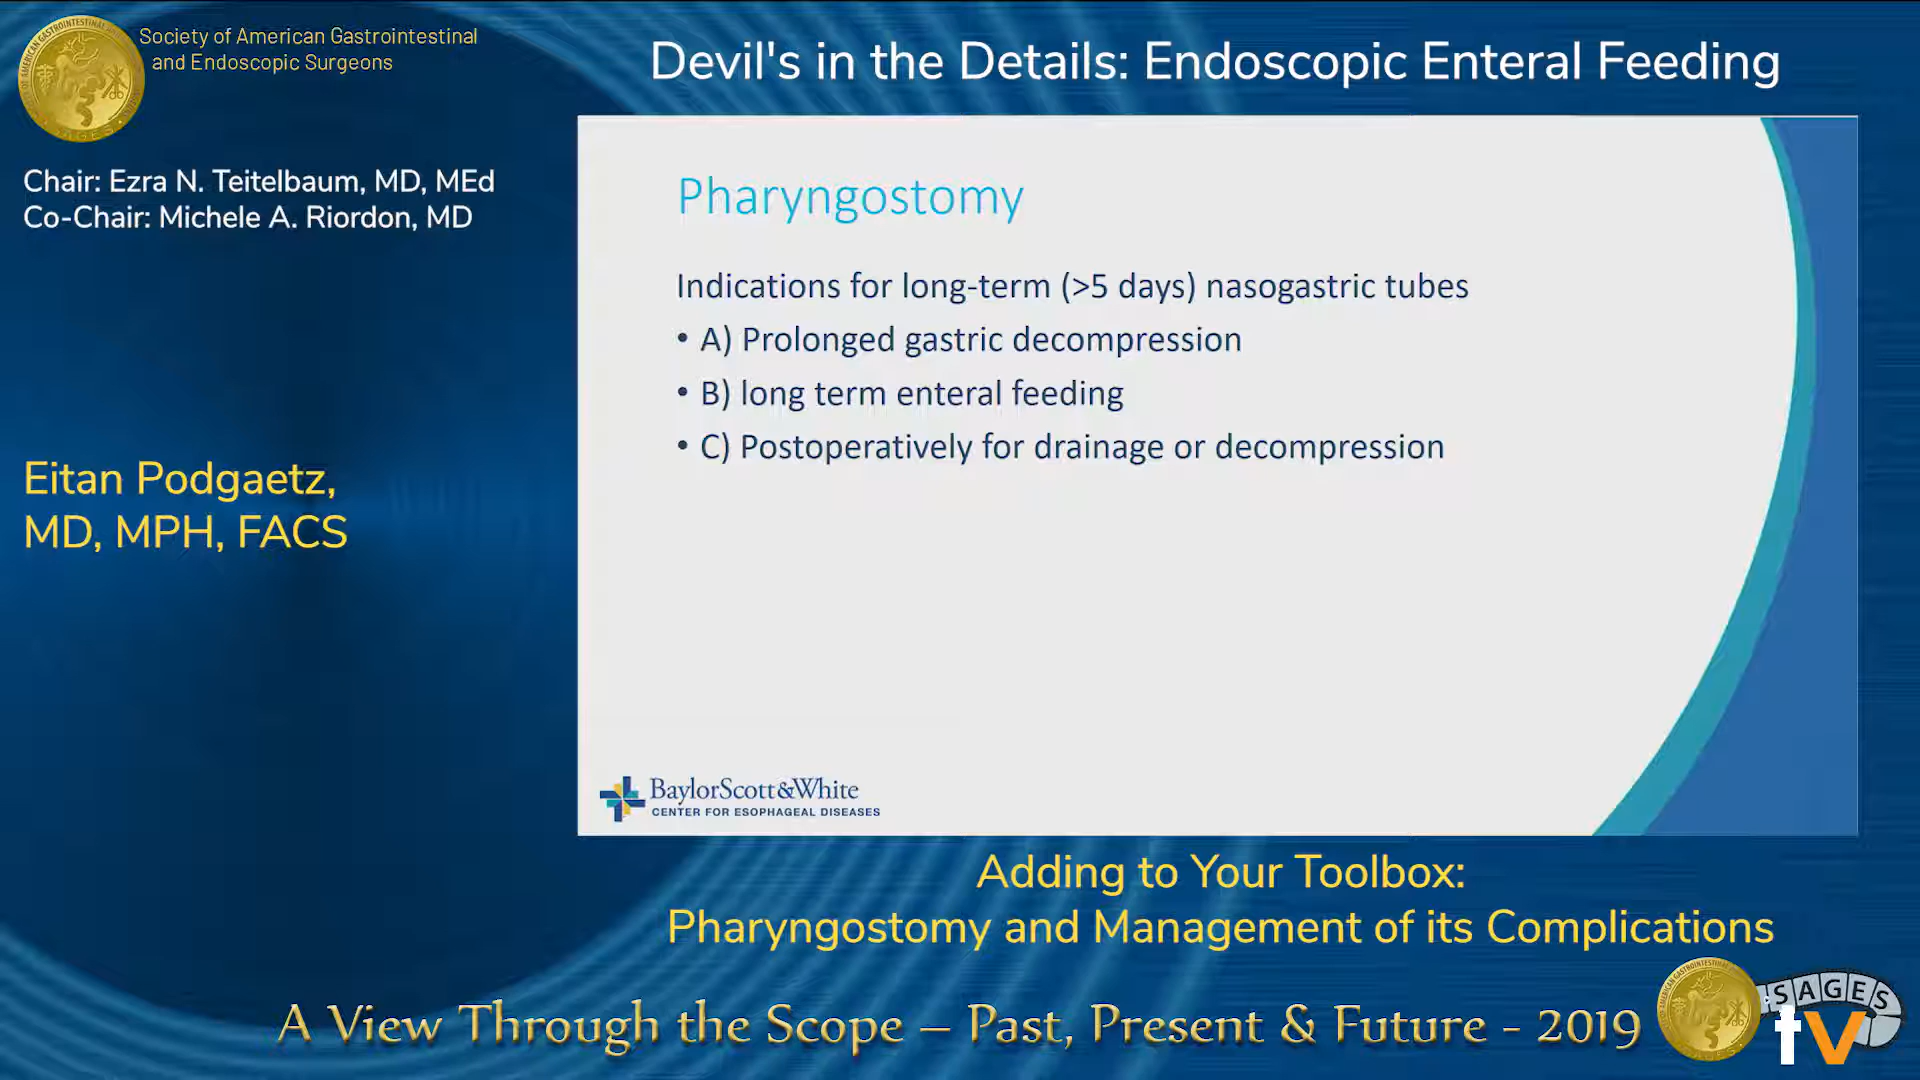 Society of American Gastrointestinal
and Endoscopic Surgeons
Devil's in the Details: Endoscopic Enteral Feeding
Chair: Ezra N. Teitelbaum, MD, MEd
Co-Chair: Michele A. Riordon, MD
Eitan Podgaetz,
MD, MPH, FACS
Pharyngostomy
Indications for long-term (>5 days) nasogastric tubes
• A) Prolonged gastric decompression
• B) long term enteral feeding
• C) Postoperatively for drainage or decompression
BaylorScott&White
CENTER FOR ESOPHAGEAL DISEASES
Adding to Your Toolbox:
Pharyngostomy and Management of its Complications
A View Through the Scope – Past, Present & Future - 2019
SAGES
tv